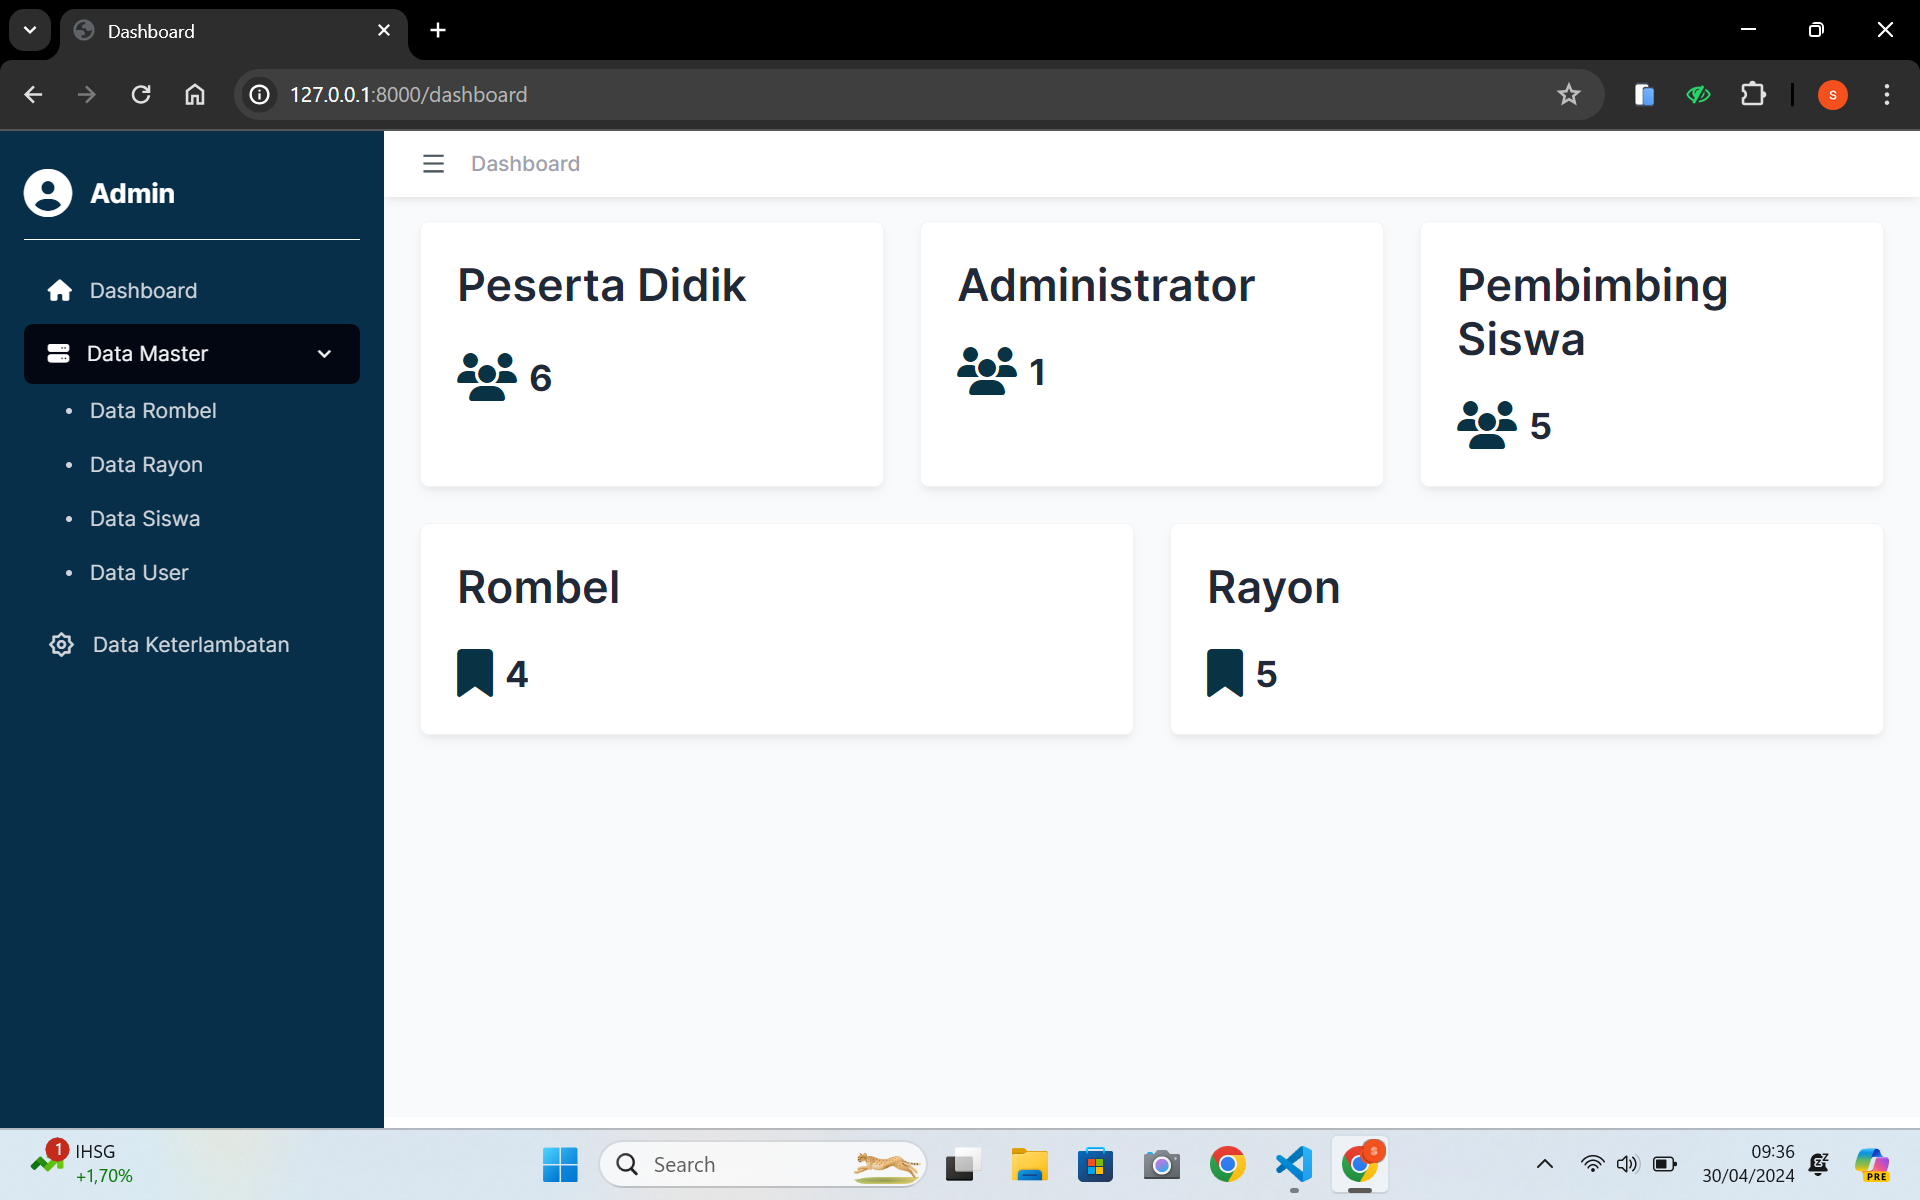 Dashboard
127.0.0.1:8000/dashboard
S
Admin
Dashboard
Data Master
• Data Rombel
• Data Rayon
• Data Siswa
• Data User
Data Keterlambatan
Dashboard
Peserta Didik
6
Administrator
1
Pembimbing
Siswa
5
Rombel
4
Rayon
5
1
IHSG
+1,70%
Search
S
09:36
30/04/2024
PRE